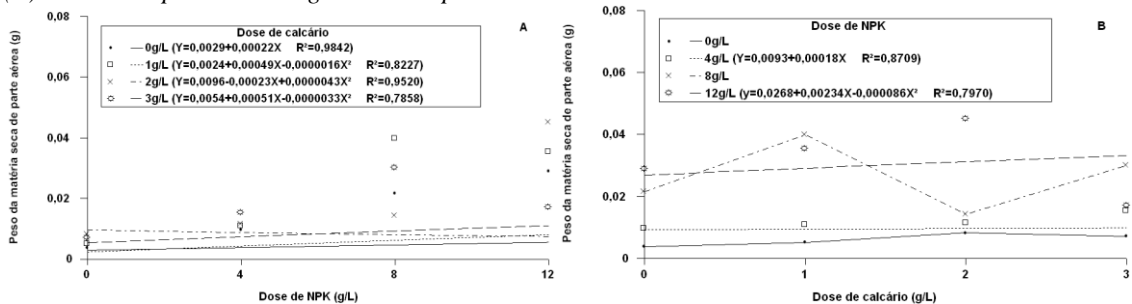 Peso da matéria seca de parte aérea (g)
0,08
0,06
0,04
0,02
0
A
Dose de calcário
0g/L (Y=0,0029+0,00022X R²=0,9842)
1g/L (Y=0,0024+0,00049X-0,0000016X² R²=0,8227)
2g/L (Y=0,0096-0,00023X+0,0000043X² R²=0,9520)
3g/L (Y=0,0054+0,00051X-0,0000033X² R²=0,7858)
0 4 8 12
Dose de NPK (g/L)
Peso da matéria seca de parte aérea (g)
0,08
0,06
0,04
0,02
0
B
Dose de NPK
0g/L
4g/L (Y=0,0093+0,00018X R²=0,8709)
8g/L
12g/L (y=0,0268+0,00234X-0,000086X² R²=0,7970)
0 1 2 3
Dose de calcário (g/L)